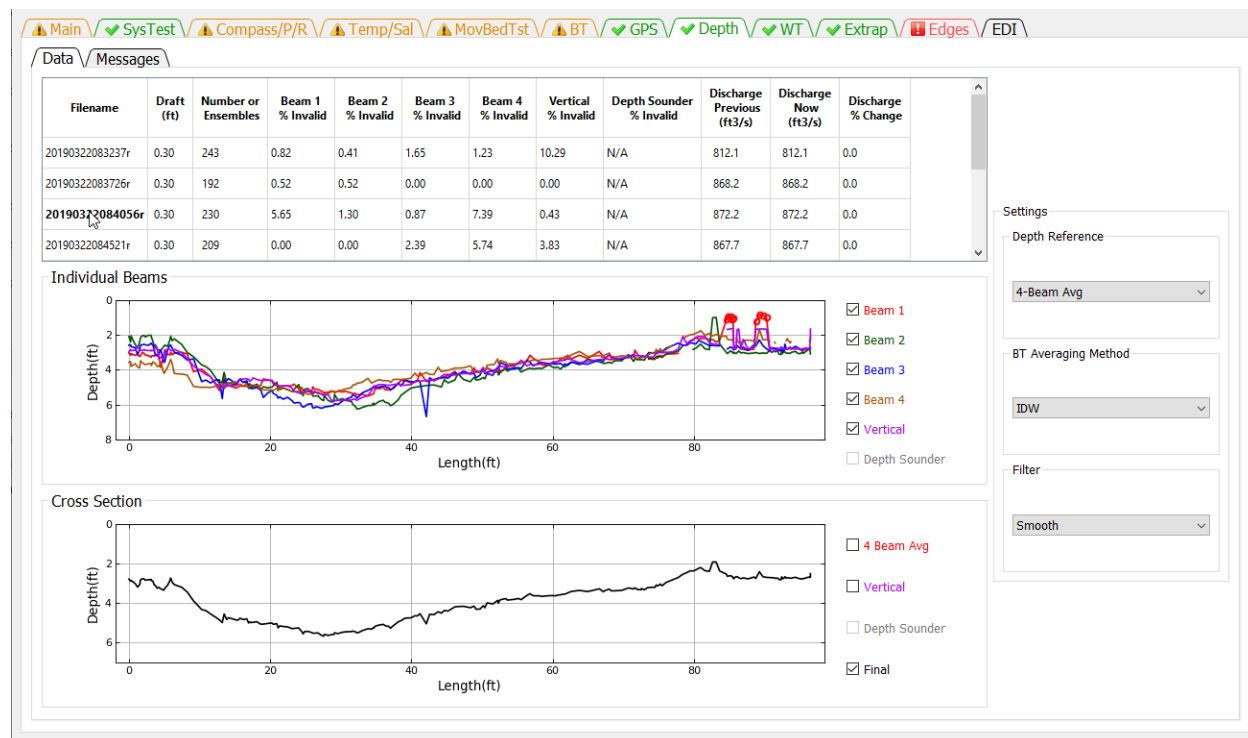 Main SysTest Compass/P/R Temp/Sal MovBedTst BT GPS Depth WT Extrap Edges EDI
Data Messages
Filename Draft (ft) Number or Ensembles Beam 1 % Invalid Beam 2 % Invalid Beam 3 % Invalid Beam 4 % Invalid Vertical % Invalid Depth Sounder % Invalid Discharge Previous (ft3/s) Discharge Now (ft3/s) Discharge % Change
20190322083237r 0.30 243 0.82 0.41 1.65 1.23 10.29 N/A 812.1 812.1 0.0
20190322083726r 0.30 192 0.52 0.52 0.00 0.00 0.00 N/A 868.2 868.2 0.0
20190322084056r 0.30 230 5.65 1.30 0.87 7.39 0.43 N/A 872.2 872.2 0.0
20190322084521r 0.30 209 0.00 0.00 2.39 5.74 3.83 N/A 867.7 867.7 0.0
Individual Beams
0
2
4
6
8
Depth(ft)
0 20 40 60 80
Length(ft)
Beam 1
Beam 2
Beam 3
Beam 4
Vertical
Depth Sounder
Cross Section
0
2
4
6
Depth(ft)
0 20 40 60 80
Length(ft)
4 Beam Avg
Vertical
Depth Sounder
Final
Settings
Depth Reference
4-Beam Avg
BT Averaging Method
IDW
Filter
Smooth